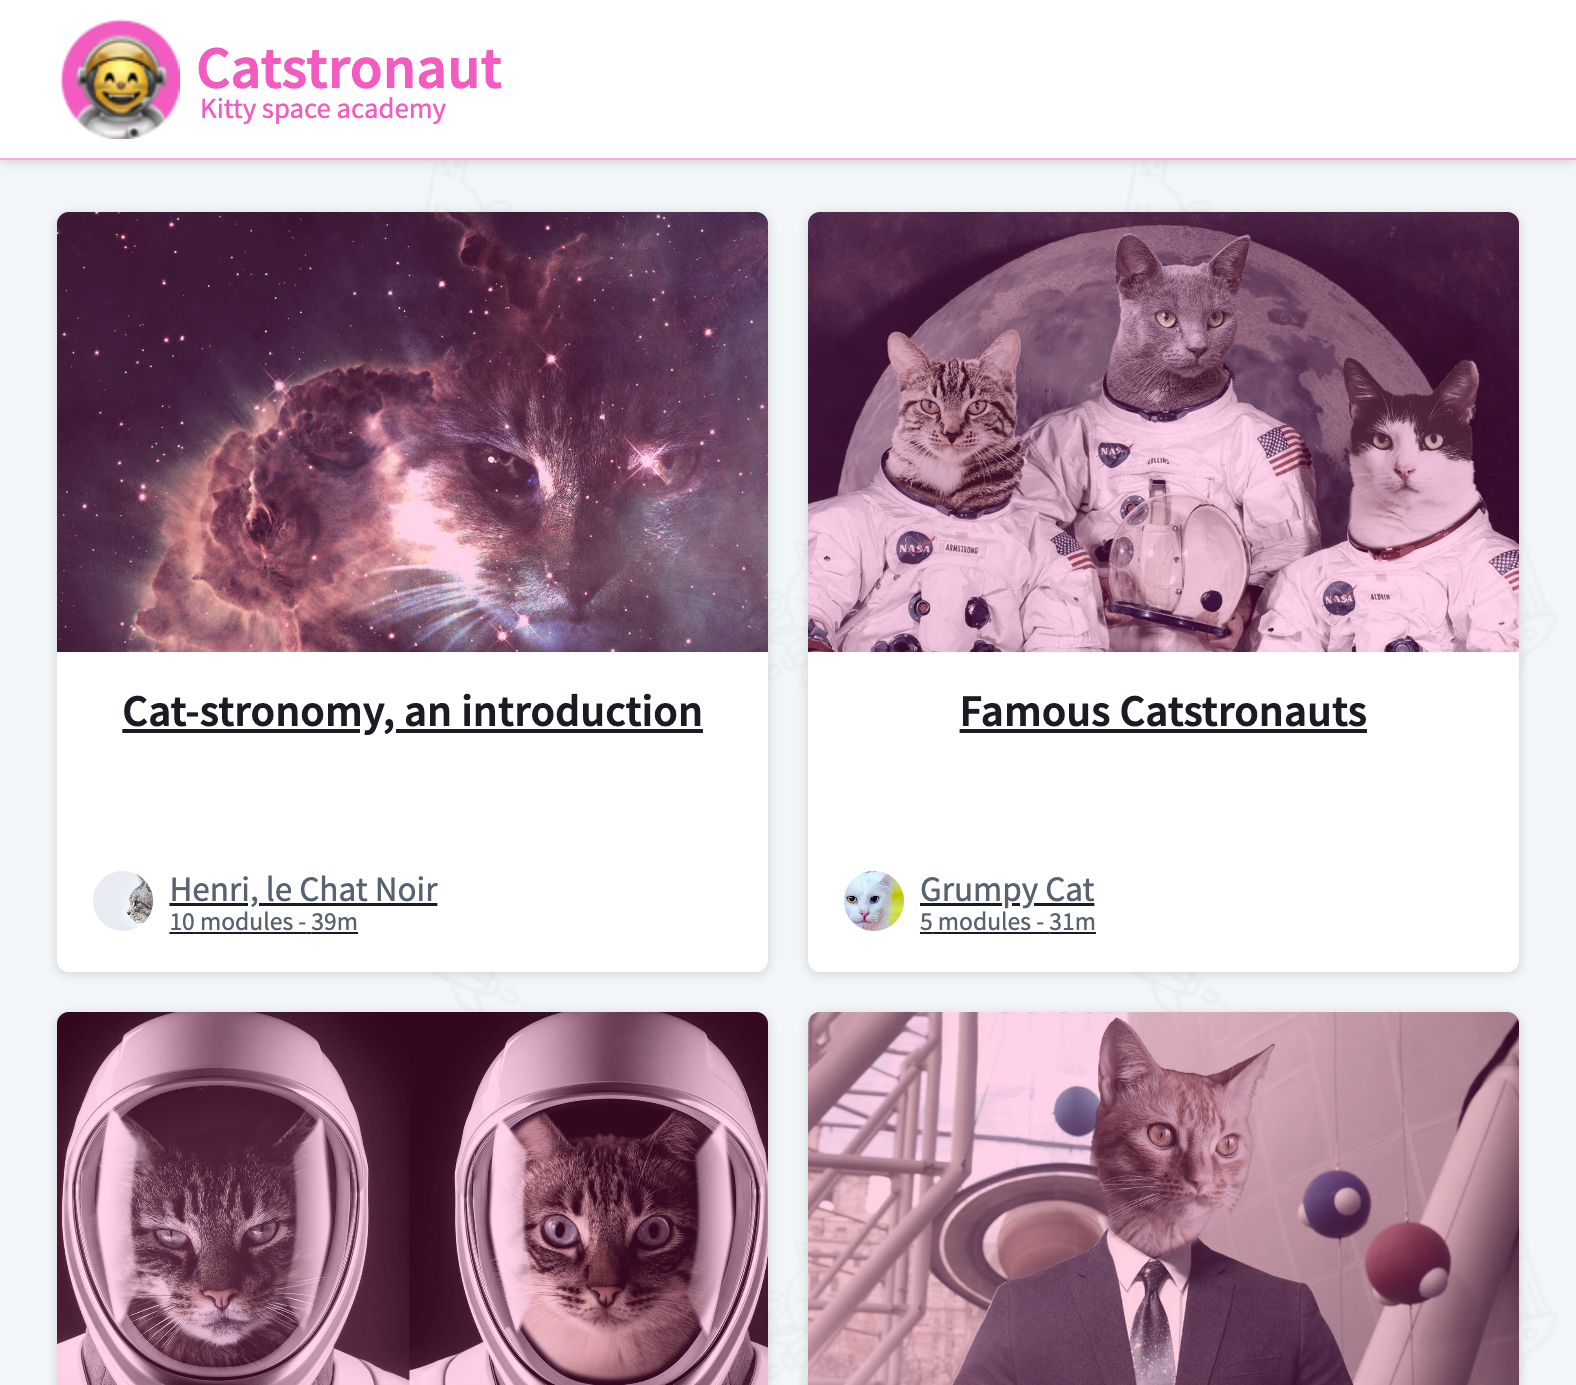 Catstronaut
Kitty space academy
NASA
COLLINS
NASA
ARMSTRONG
NASA
ALDRIN
Cat-stronomy, an introduction
Famous Catstronauts
Henri, le Chat Noir
10 modules - 39m
Grumpy Cat
5 modules - 31m